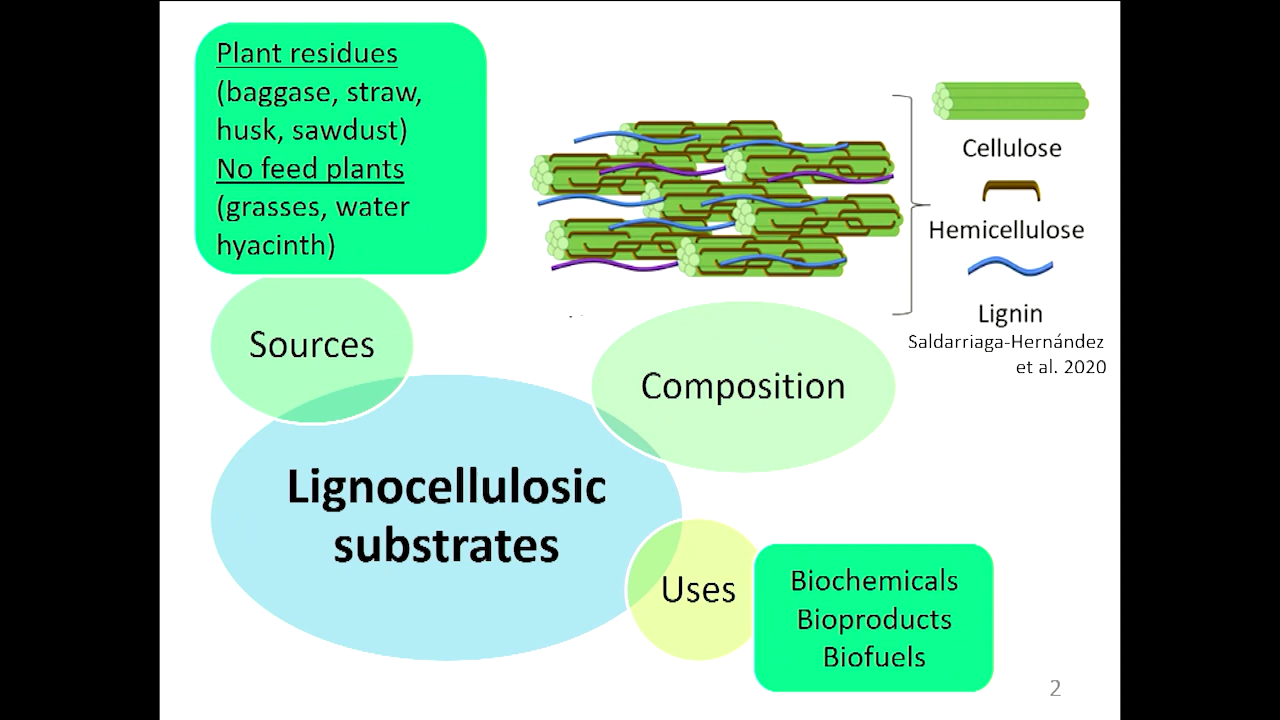 Plant residues
(baggase, straw,
husk, sawdust)
No feed plants
(grasses, water
hyacinth)
Cellulose
Hemicellulose
Lignin
Saldarriaga-Hernández
et al. 2020
Sources
Composition
Lignocellulosic
substrates
Uses
Biochemicals
Bioproducts
Biofuels
2